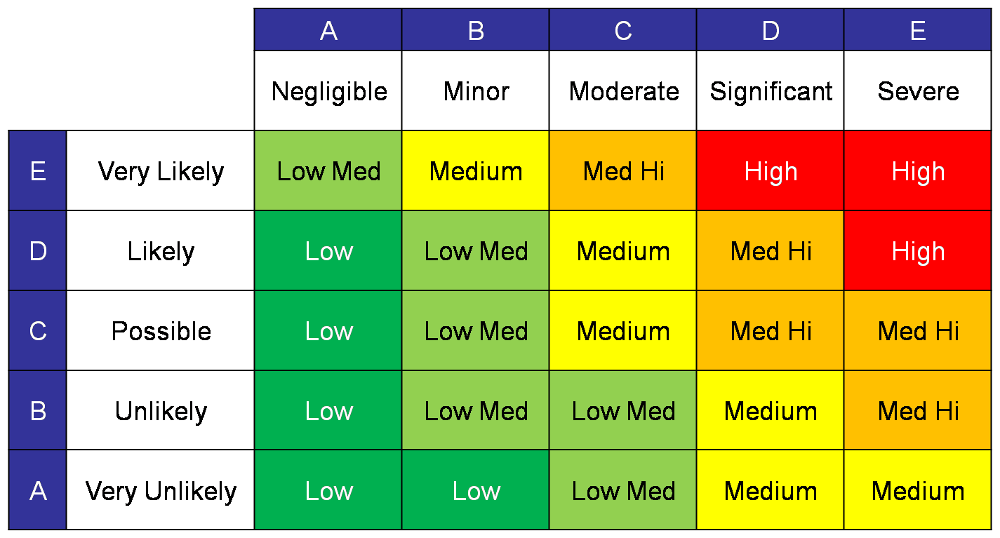 A B C D E
Negligible Minor Moderate Significant Severe
E Very Likely Low Med Medium Med Hi High High
D Likely Low Low Med Medium Med Hi High
C Possible Low Low Med Medium Med Hi Med Hi
B Unlikely Low Low Med Low Med Medium Med Hi
A Very Unlikely Low Low Low Med Medium Medium